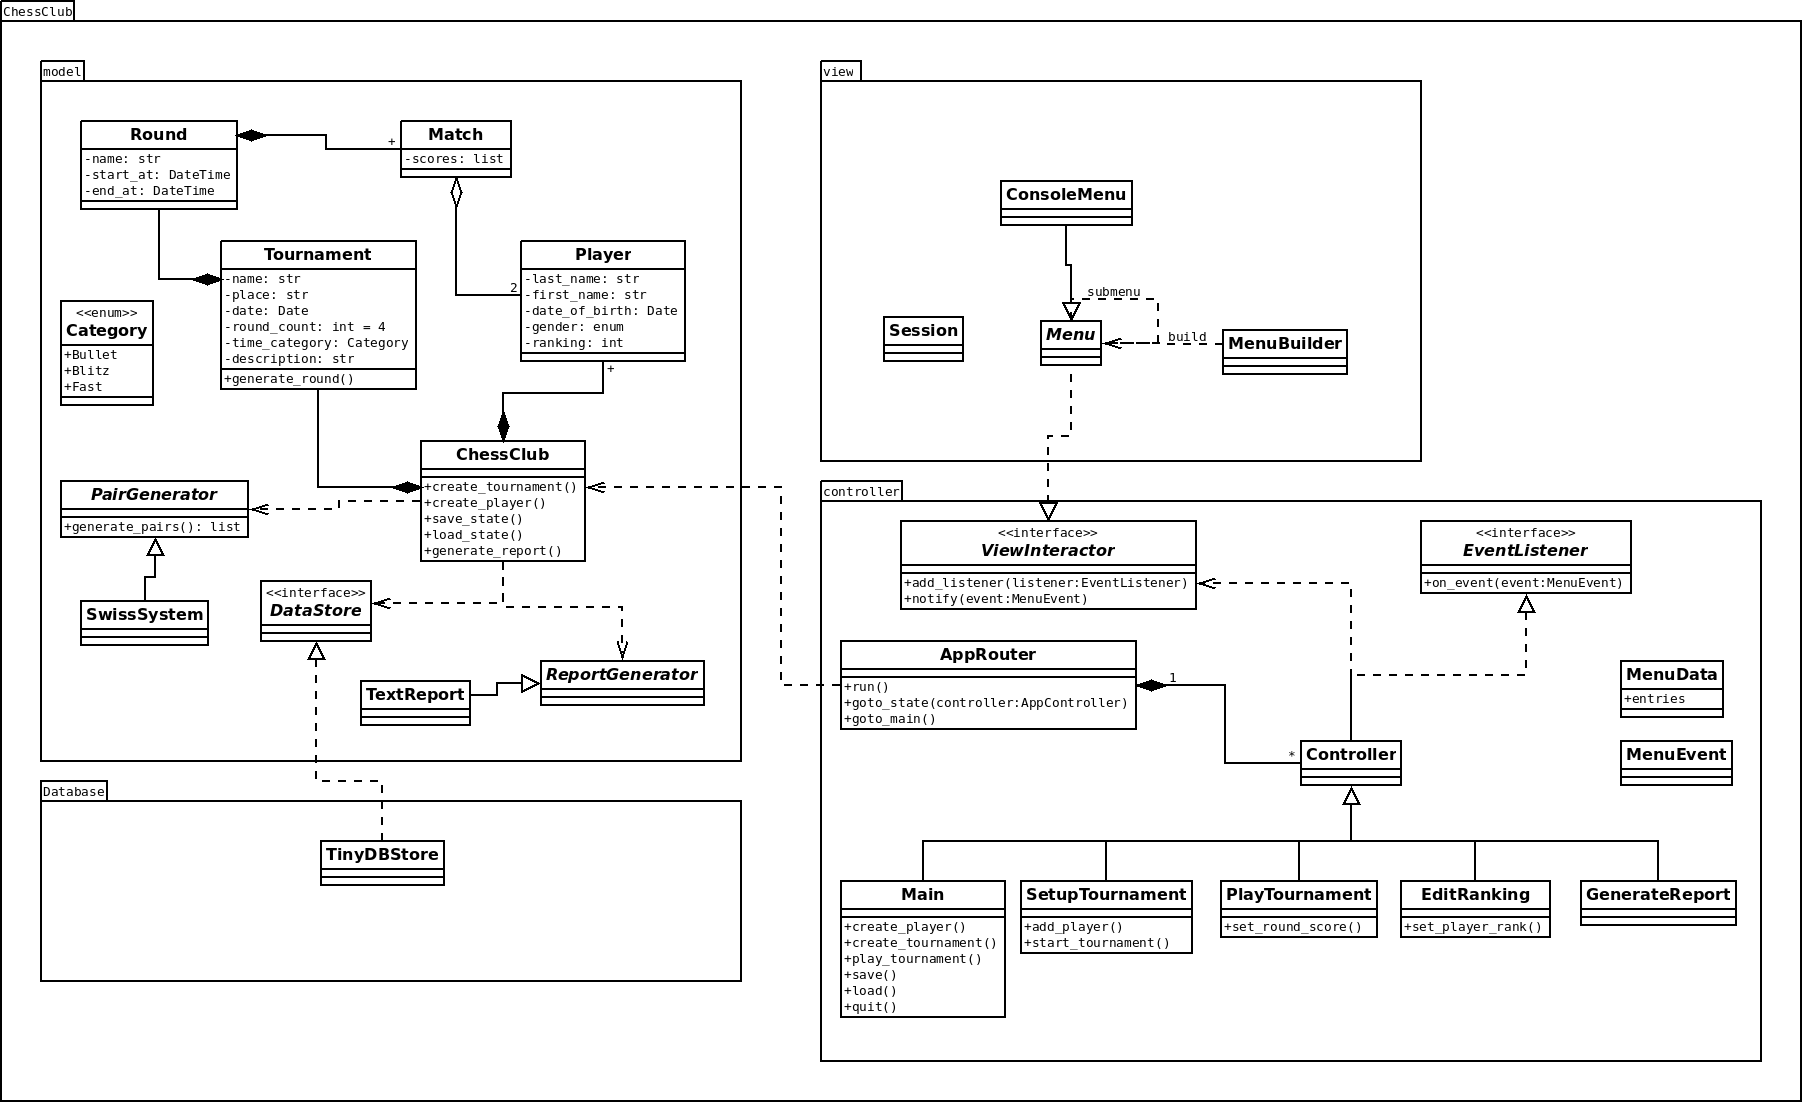 ChessClub
model
Round
-name: str
-start_at: DateTime
-end_at: DateTime
+
Match
-scores: list
Tournament
-name: str
-place: str
-date: Date
-round_count: int = 4
-time_category: Category
-description: str
+generate_round()
2
Player
-last_name: str
-first_name: str
-date_of_birth: Date
-gender: enum
-ranking: int
+
<<enum>>
Category
+Bullet
+Blitz
+Fast
ChessClub
+create_tournament()
+create_player()
+save_state()
+load_state()
+generate_report()
PairGenerator
+generate_pairs(): list
SwissSystem
<<interface>>
DataStore
TextReport
ReportGenerator
Database
TinyDBStore
view
ConsoleMenu
submenu
Session
Menu
build
MenuBuilder
controller
<<interface>>
ViewInteractor
+add_listener(listener:EventListener)
+notify(event:MenuEvent)
<<interface>>
EventListener
+on_event(event:MenuEvent)
AppRouter
+run()
+goto_state(controller:AppController)
+goto_main()
1
*
Controller
MenuData
+entries
MenuEvent
Main
+create_player()
+create_tournament()
+play_tournament()
+save()
+load()
+quit()
SetupTournament
+add_player()
+start_tournament()
PlayTournament
+set_round_score()
EditRanking
+set_player_rank()
GenerateReport